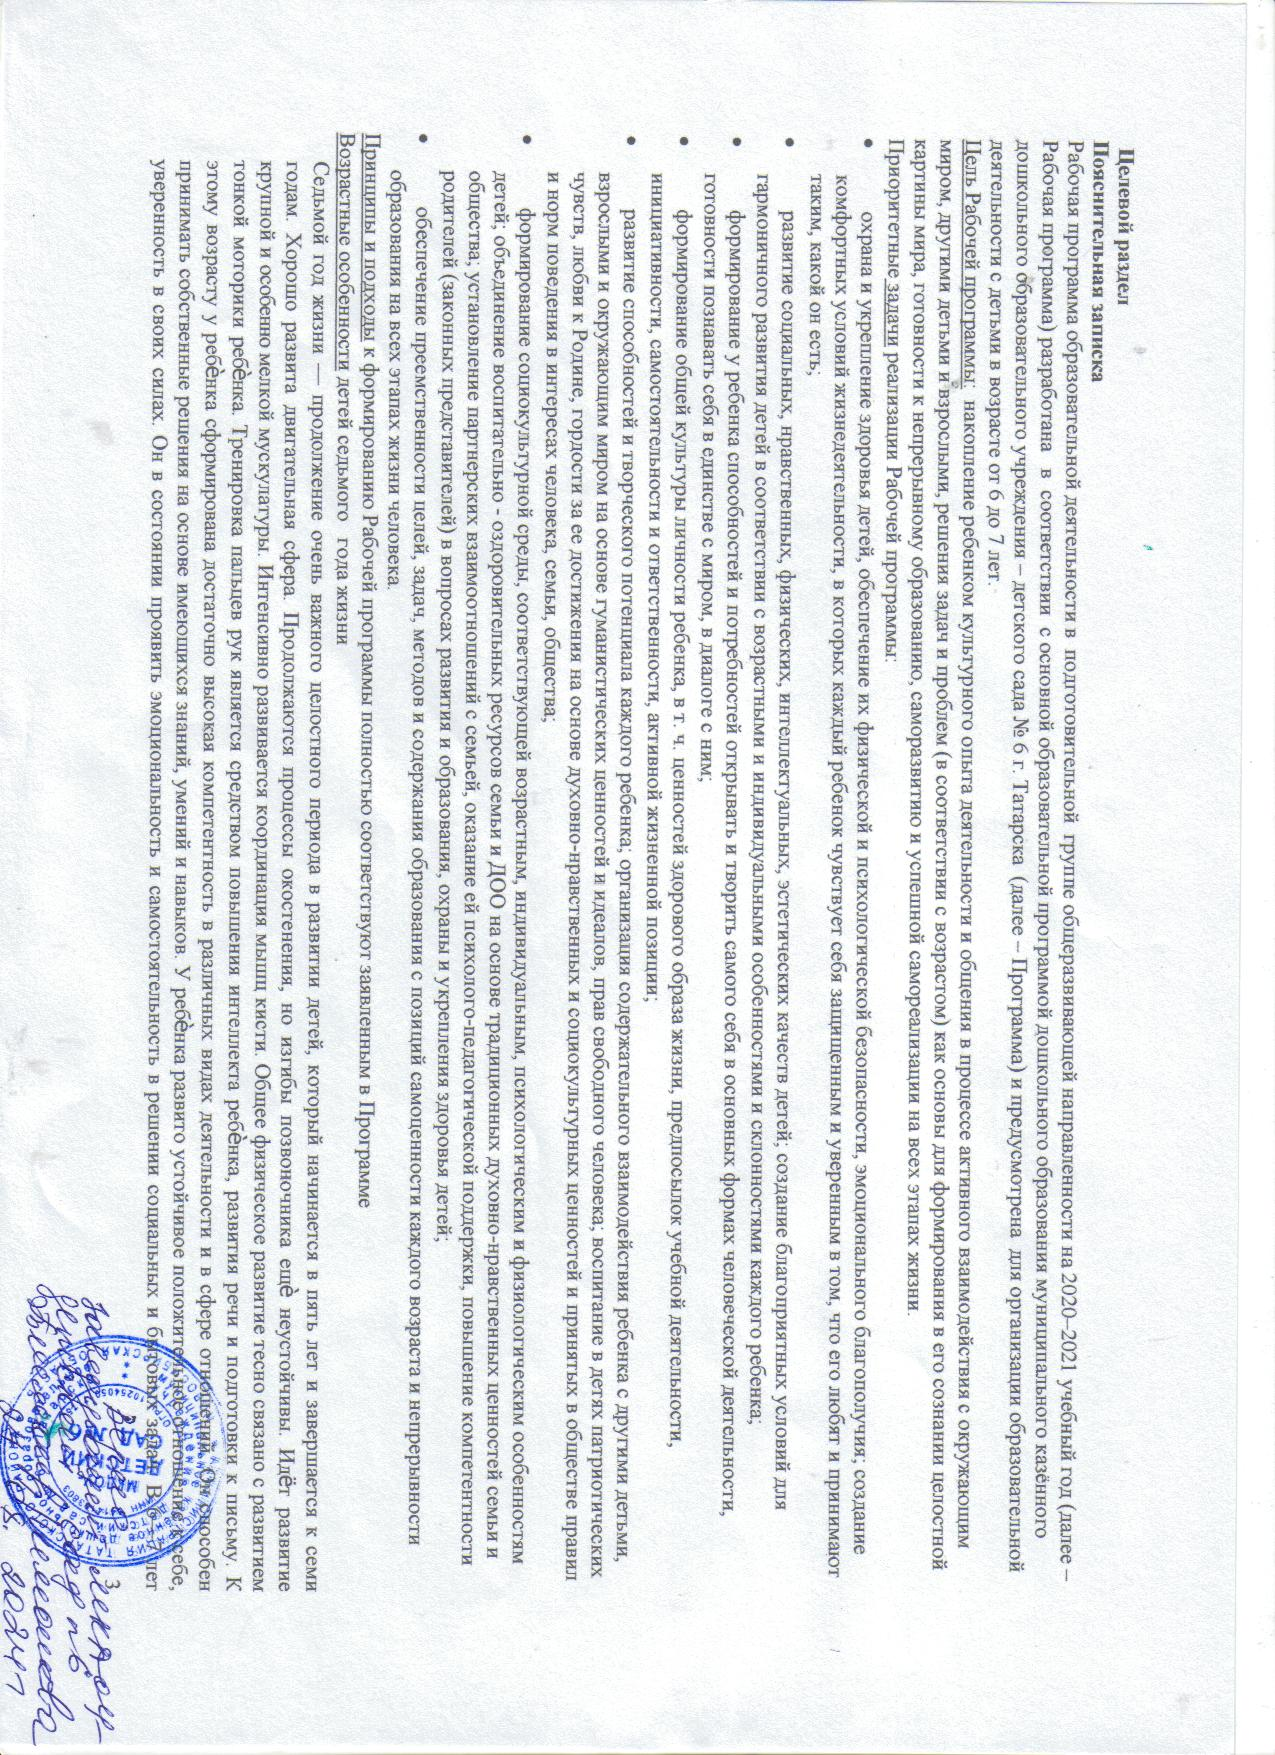 Целевой раздел
Пояснительная записка
Рабочая программа образовательной деятельности в подготовительной группе общеразвивающей направленности на 2020–2021 учебный год (далее –
Рабочая программа) разработана в соответствии с основной образовательной программой дошкольного образования муниципального казённого
дошкольного образовательного учреждения – детского сада № 6 г. Татарска (далее – Программа) и предусмотрена для организации образовательной
деятельности с детьми в возрасте от 6 до 7 лет.
Цель Рабочей программы: накопление ребенком культурного опыта деятельности и общения в процессе активного взаимодействия с окружающим
миром, другими детьми и взрослыми, решения задач и проблем (в соответствии с возрастом) как основы для формирования в его сознании целостной
картины мира, готовности к непрерывному образованию, саморазвитию и успешной самореализации на всех этапах жизни.
Приоритетные задачи реализации Рабочей программы:
• охрана и укрепление здоровья детей, обеспечение их физической и психологической безопасности, эмоционального благополучия; создание
комфортных условий жизнедеятельности, в которых каждый ребенок чувствует себя защищенным и уверенным в том, что его любят и принимают
таким, какой он есть;
• развитие социальных, нравственных, физических, интеллектуальных, эстетических качеств детей; создание благоприятных условий для
гармоничного развития детей в соответствии с возрастными и индивидуальными особенностями и склонностями каждого ребенка;
• формирование у ребенка способностей и потребностей открывать и творить самого себя в основных формах человеческой деятельности,
готовности познавать себя в единстве с миром, в диалоге с ним;
• формирование общей культуры личности ребенка, в т. ч. ценностей здорового образа жизни, предпосылок учебной деятельности,
инициативности, самостоятельности и ответственности, активной жизненной позиции;
• развитие способностей и творческого потенциала каждого ребенка; организация содержательного взаимодействия ребенка с другими детьми,
взрослыми и окружающим миром на основе гуманистических ценностей и идеалов, прав свободного человека; воспитание в детях патриотических
чувств, любви к Родине, гордости за ее достижения на основе духовно-нравственных и социокультурных ценностей и принятых в обществе правил
и норм поведения в интересах человека, семьи, общества;
• формирование социокультурной среды, соответствующей возрастным, индивидуальным, психологическим и физиологическим особенностям
детей; объединение воспитательно - оздоровительных ресурсов семьи и ДОО на основе традиционных духовно-нравственных ценностей семьи и
общества; установление партнерских взаимоотношений с семьей, оказание ей психолого-педагогической поддержки, повышение компетентности
родителей (законных представителей) в вопросах развития и образования, охраны и укрепления здоровья детей;
• обеспечение преемственности целей, задач, методов и содержания образования с позиций самоценности каждого возраста и непрерывности
образования на всех этапах жизни человека.
Принципы и подходы к формированию Рабочей программы полностью соответствуют заявленным в Программе
Возрастные особенности детей седьмого года жизни
Седьмой год жизни — продолжение очень важного целостного периода в развитии детей, который начинается в пять лет и завершается к семи
годам. Хорошо развита двигательная сфера. Продолжаются процессы окостенения, но изгибы позвоночника ещѐ неустойчивы. Идѐт развитие
крупной и особенно мелкой мускулатуры. Интенсивно развивается координация мышц кисти. Общее физическое развитие тесно связано с развитием
тонкой моторики ребѐнка. Тренировка пальцев рук является средством повышения интеллекта ребѐнка, развития речи и подготовки к письму. К
этому возрасту у ребѐнка сформирована достаточно высокая компетентность в различных видах деятельности и в сфере отношений. Он способен
принимать собственные решения на основе имеющихся знаний, умений и навыков. У ребѐнка развито устойчивое положительное отношение к себе,
уверенность в своих силах. Он в состоянии проявить эмоциональность и самостоятельность в решении социальных и бытовых задач. В 6-7 лет
3
ДЕТСКИЙ
САД №6